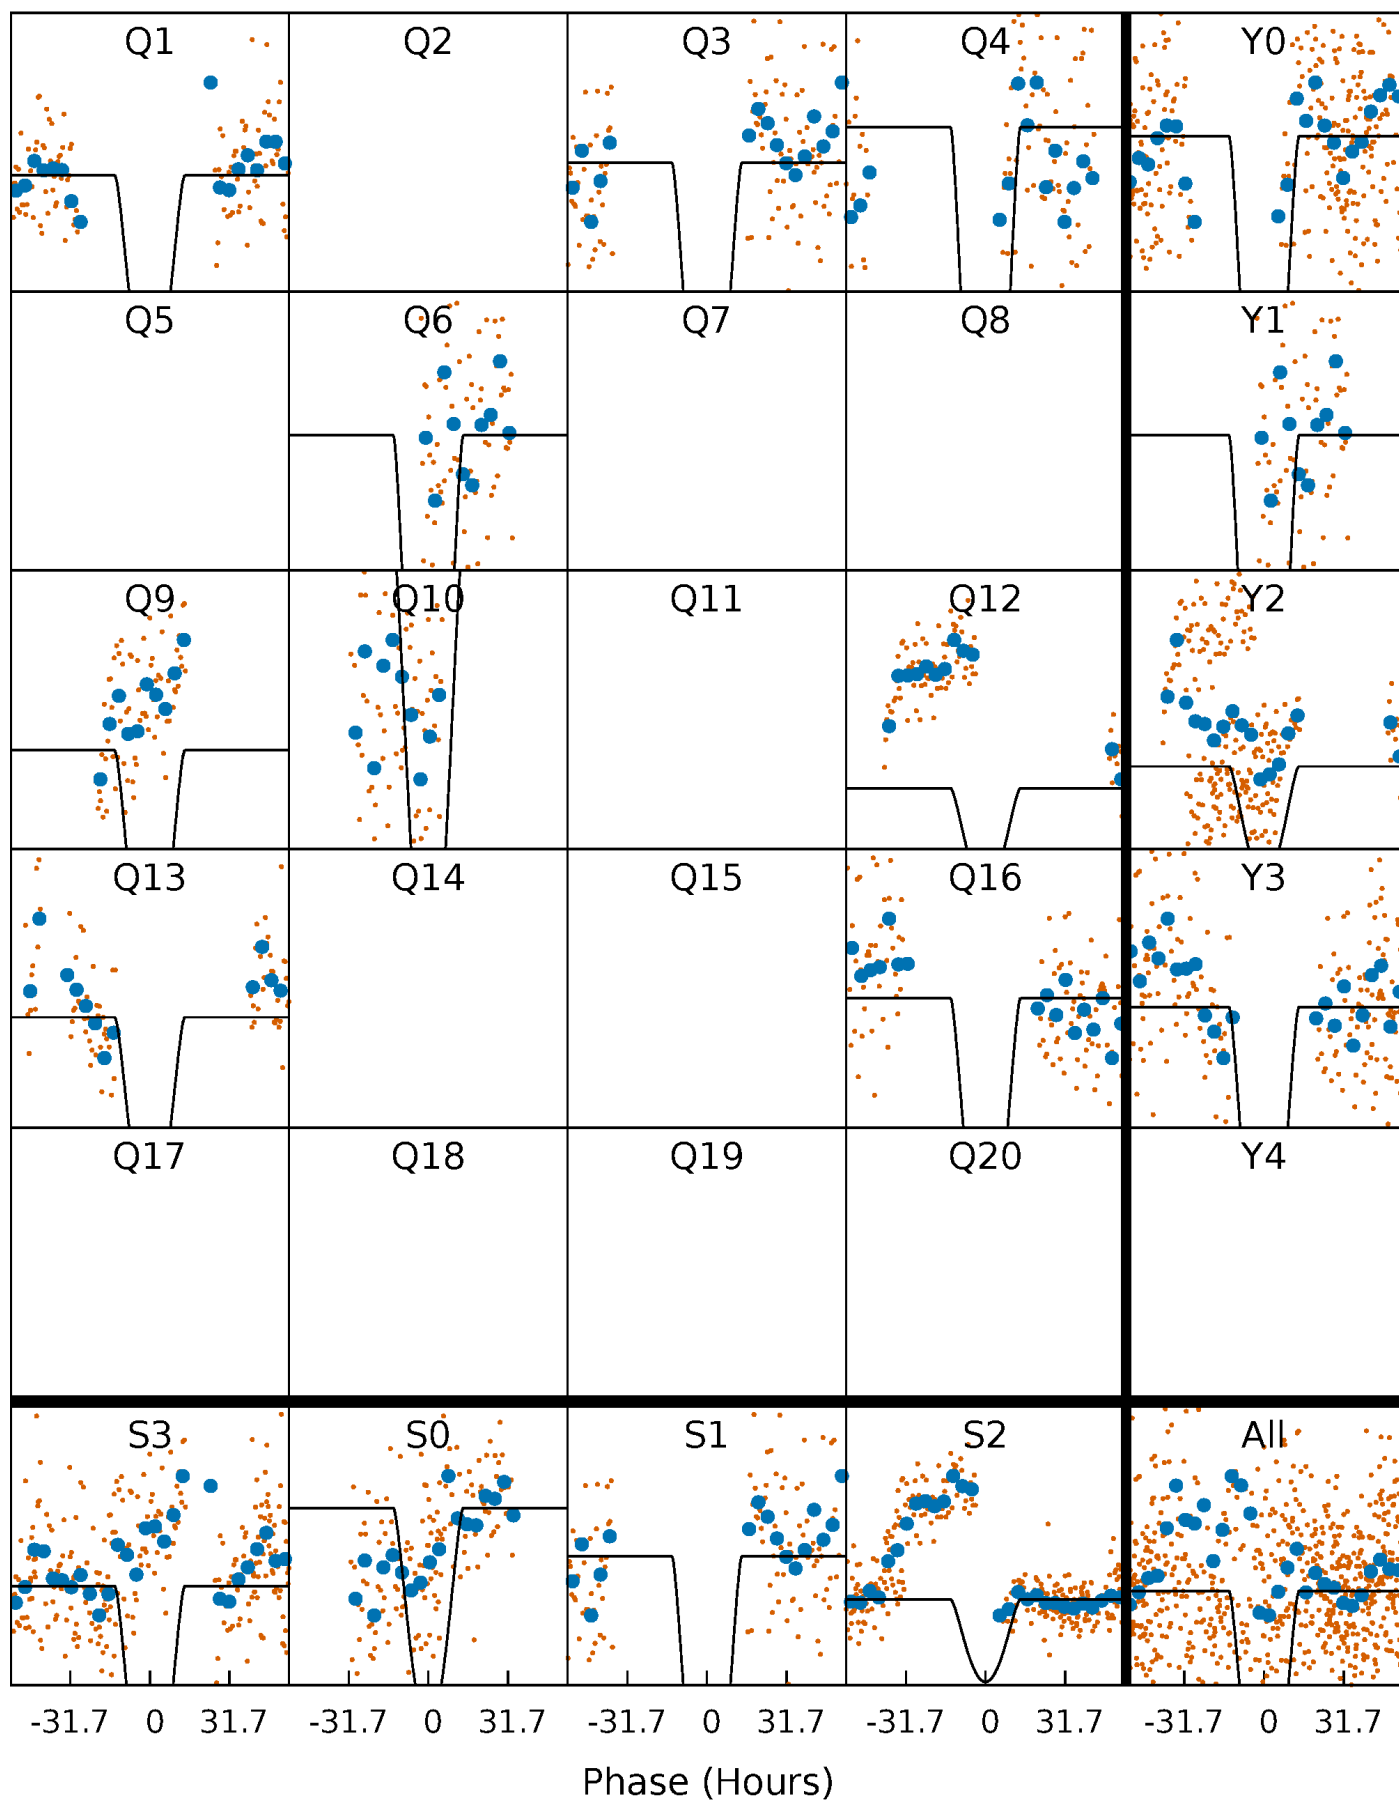 Q1 Q2 Q3 Q4 Y0
Q5 Q6 Q7 Q8 Y1
Q9 Q10 Q11 Q12 Y2
Q13 Q14 Q15 Q16 Y3
Q17 Q18 Q19 Q20 Y4
S3 S0 S1 S2 All
-31.7 0 31.7 -31.7 0 31.7 -31.7 0 31.7 -31.7 0 31.7 -31.7 0 31.7
Phase (Hours)